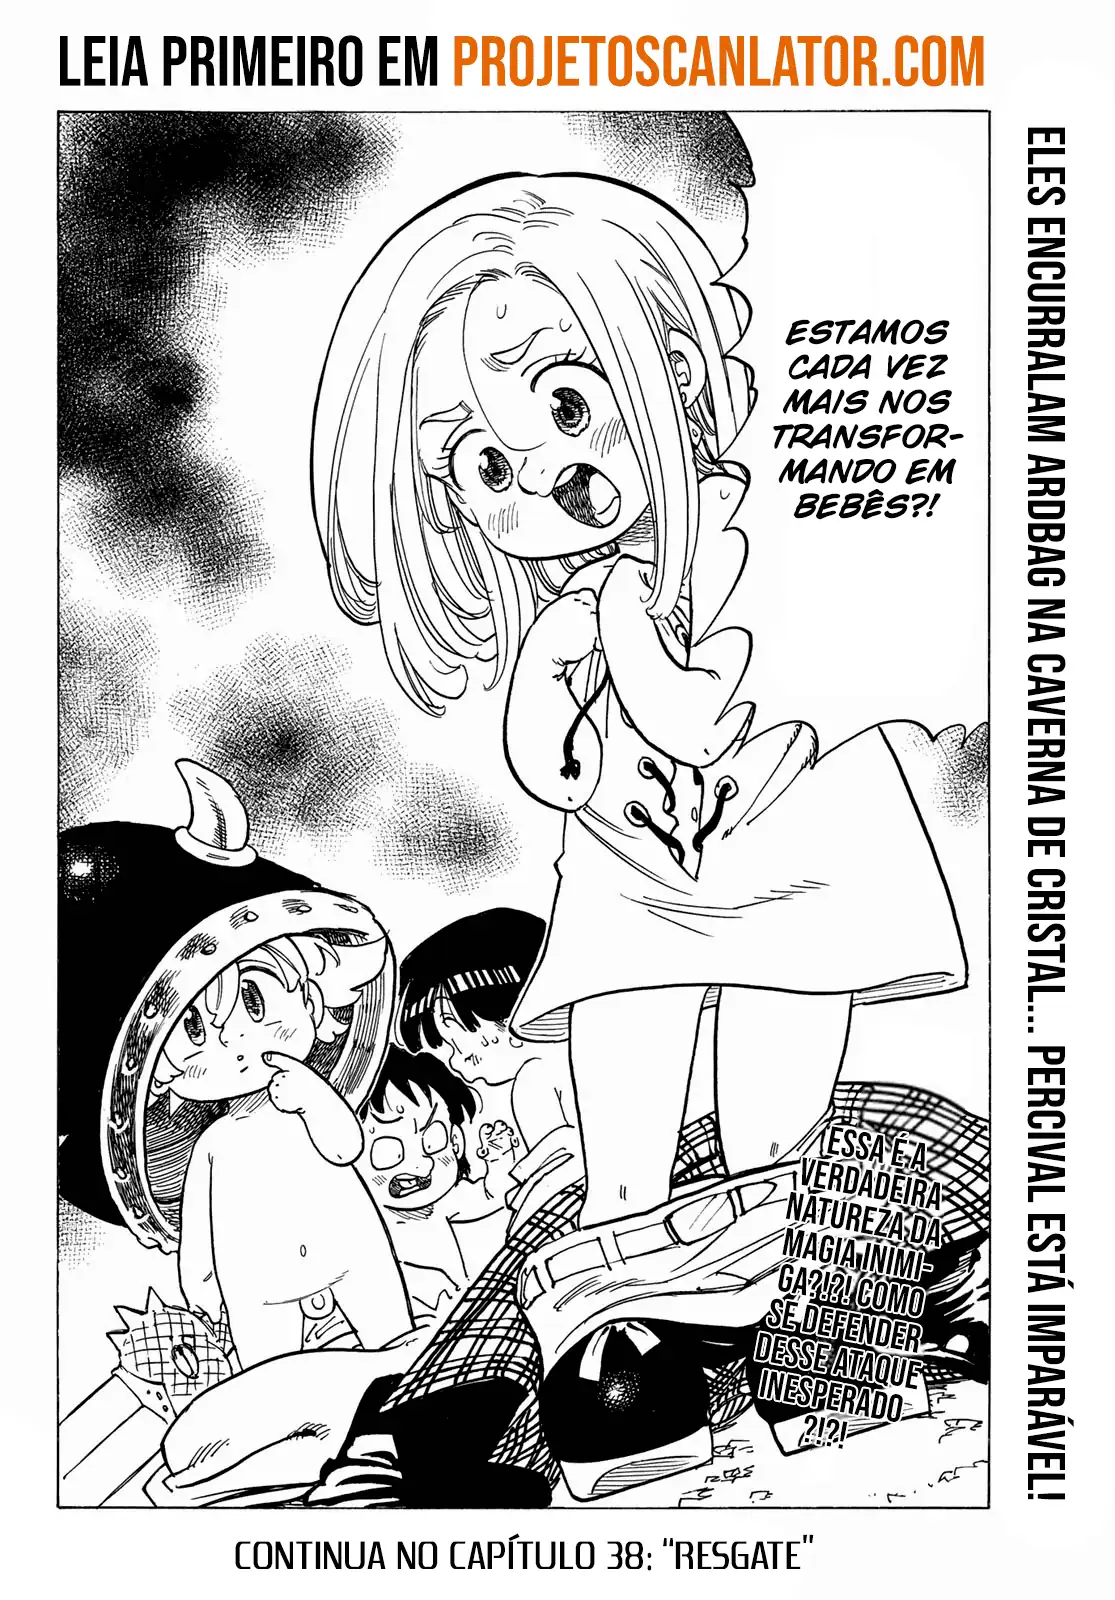 LEIA PRIMEIRO EM PROJETOSCANLATOR.COM
ELES ENCURRALAM ARDBAG NA CAVERNA DE CRISTAL... PERCIVAL ESTÁ IMPARÁVEL!
ESTAMOS
CADA VEZ
MAIS NOS
TRANSFOR-
MANDO EM
BEBÊS?!
ESSA É A
VERDADEIRA
NATUREZA DA
MAGIA INIMI-
GA?!?! COMO
SE DEFENDER
DESSE ATAQUE
INESPERADO
?!?!
CONTINUA NO CAPÍTULO 38: "RESGATE"